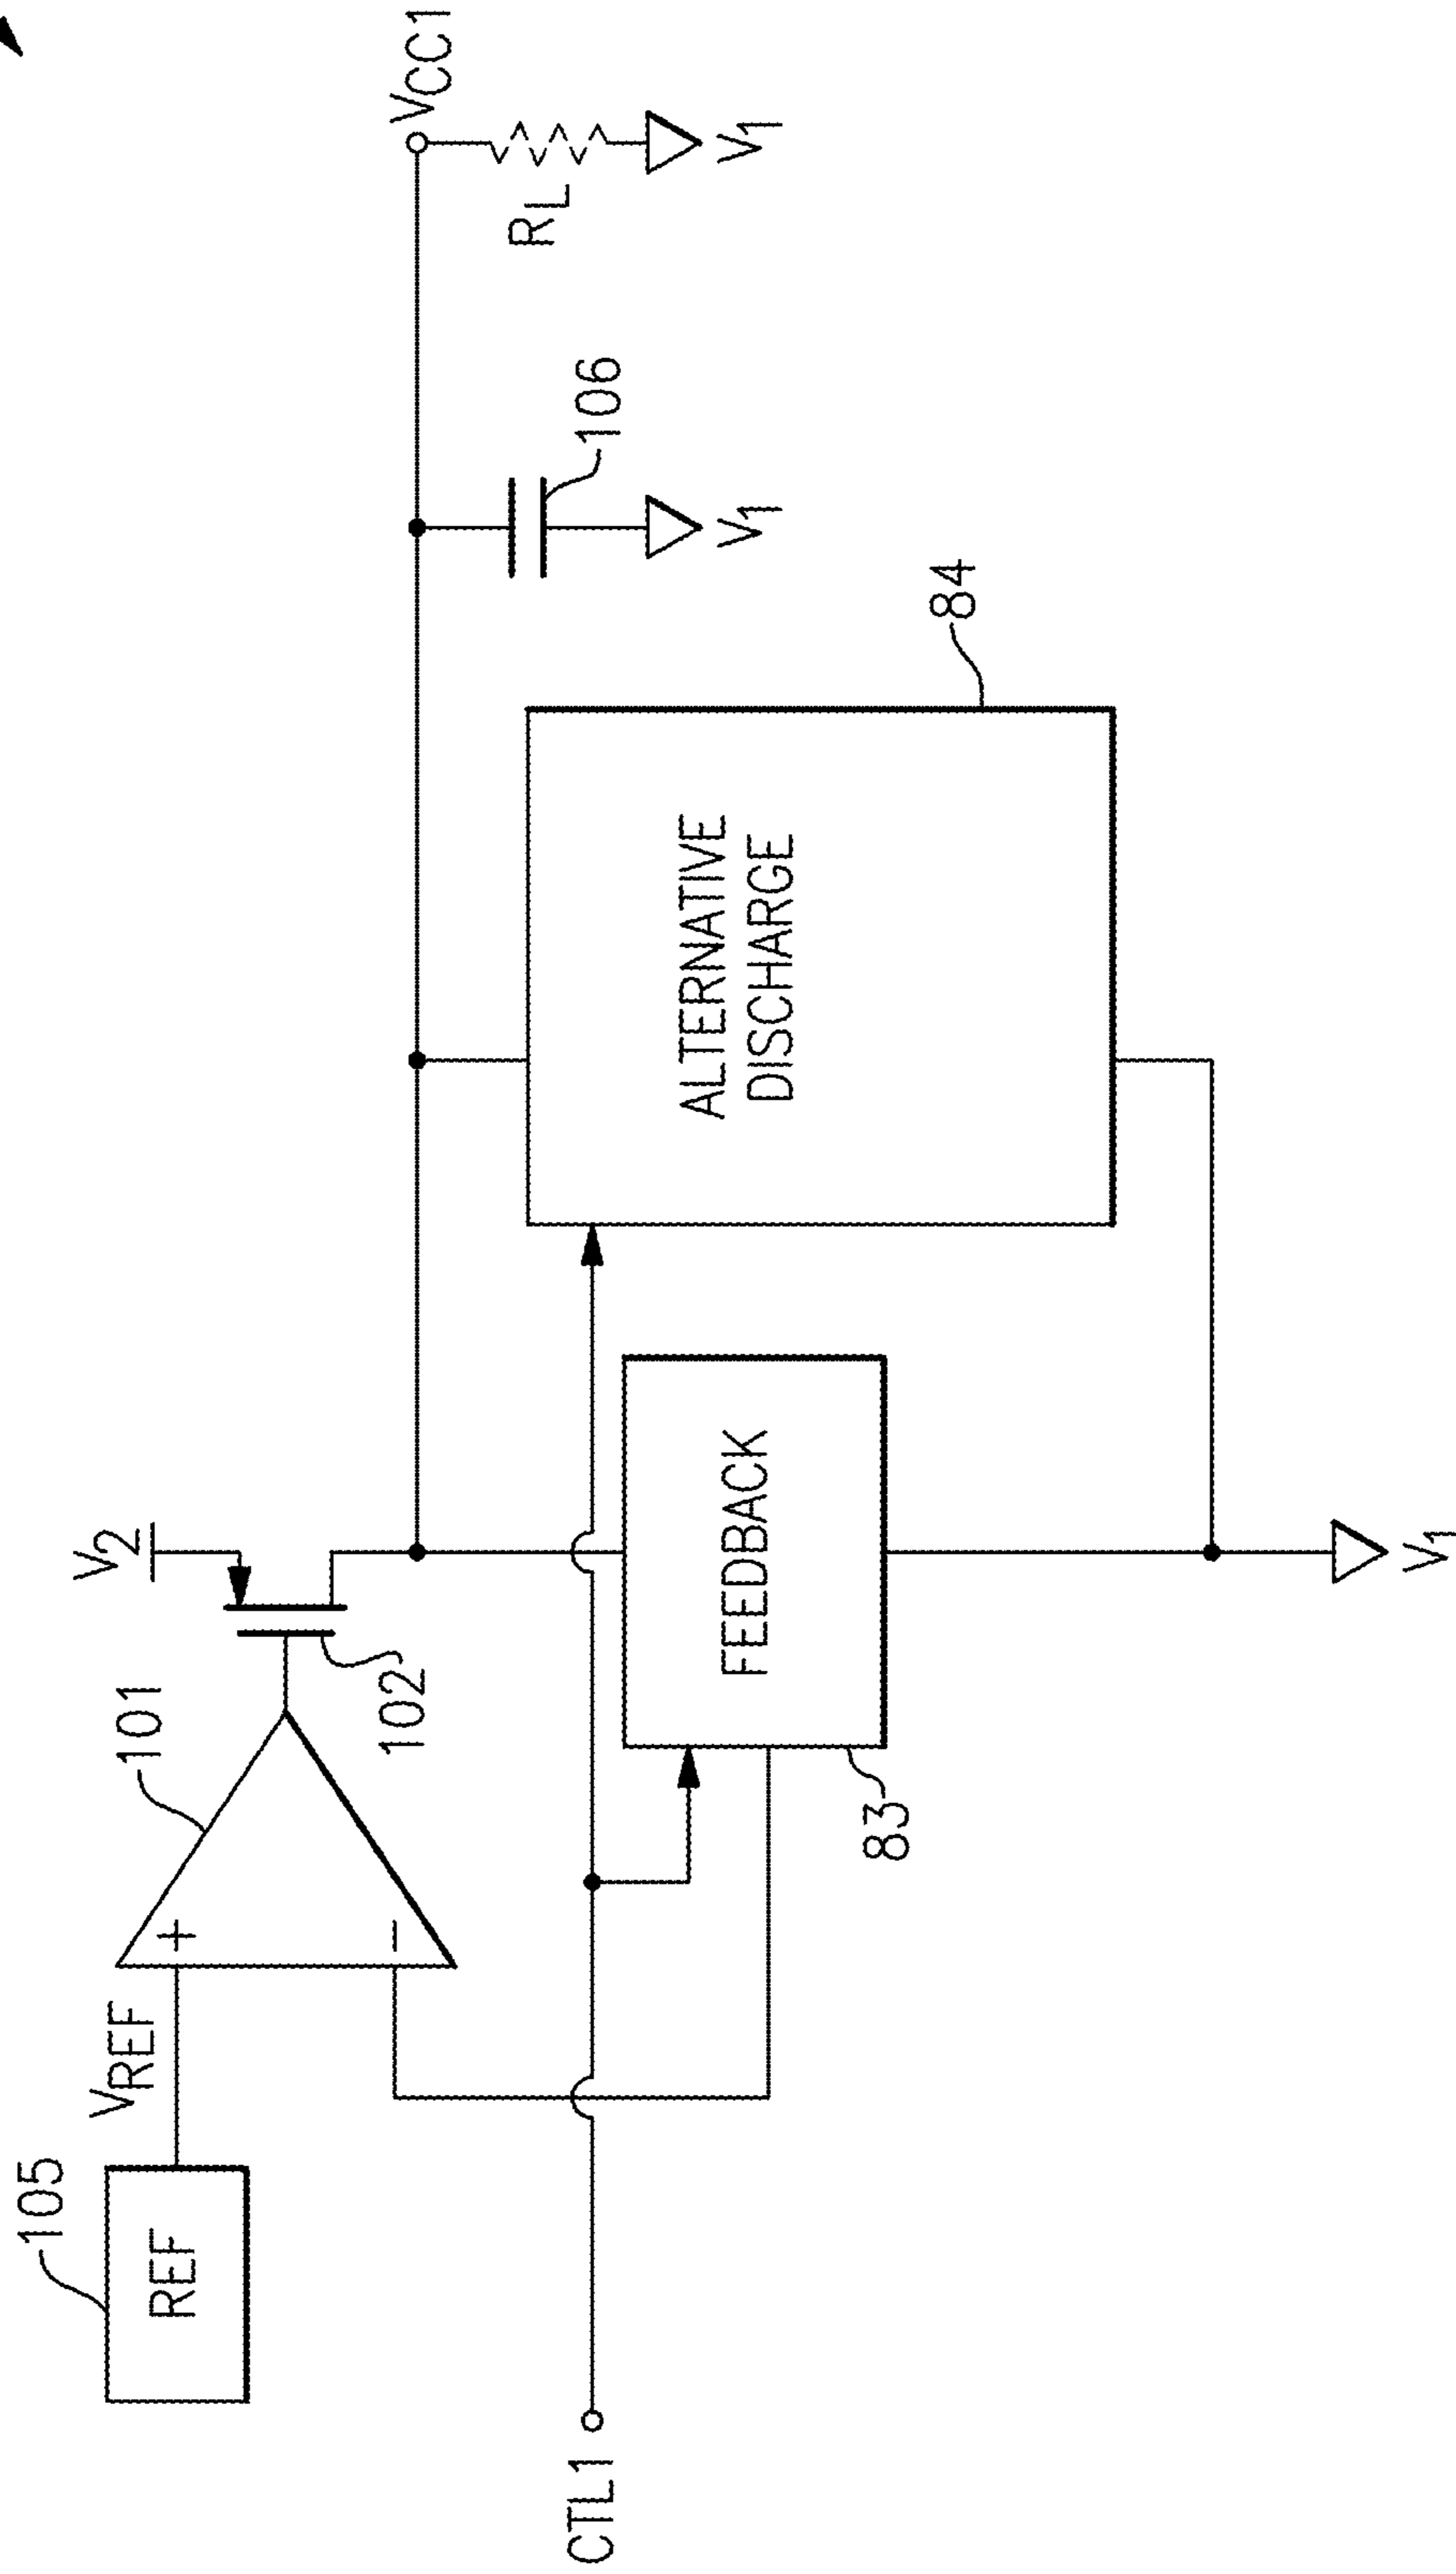 105
REF
VREF
+
−
101
V2
102
VCC1
RL
V1
106
V1
CTL1
FEEDBACK
83
ALTERNATIVE
DISCHARGE
84
V1